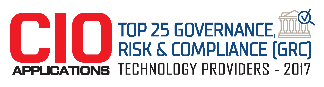 CIO
APPLICATIONS
TOP 25 GOVERNANCE,
RISK & COMPLIANCE (GRC)
TECHNOLOGY PROVIDERS - 2017